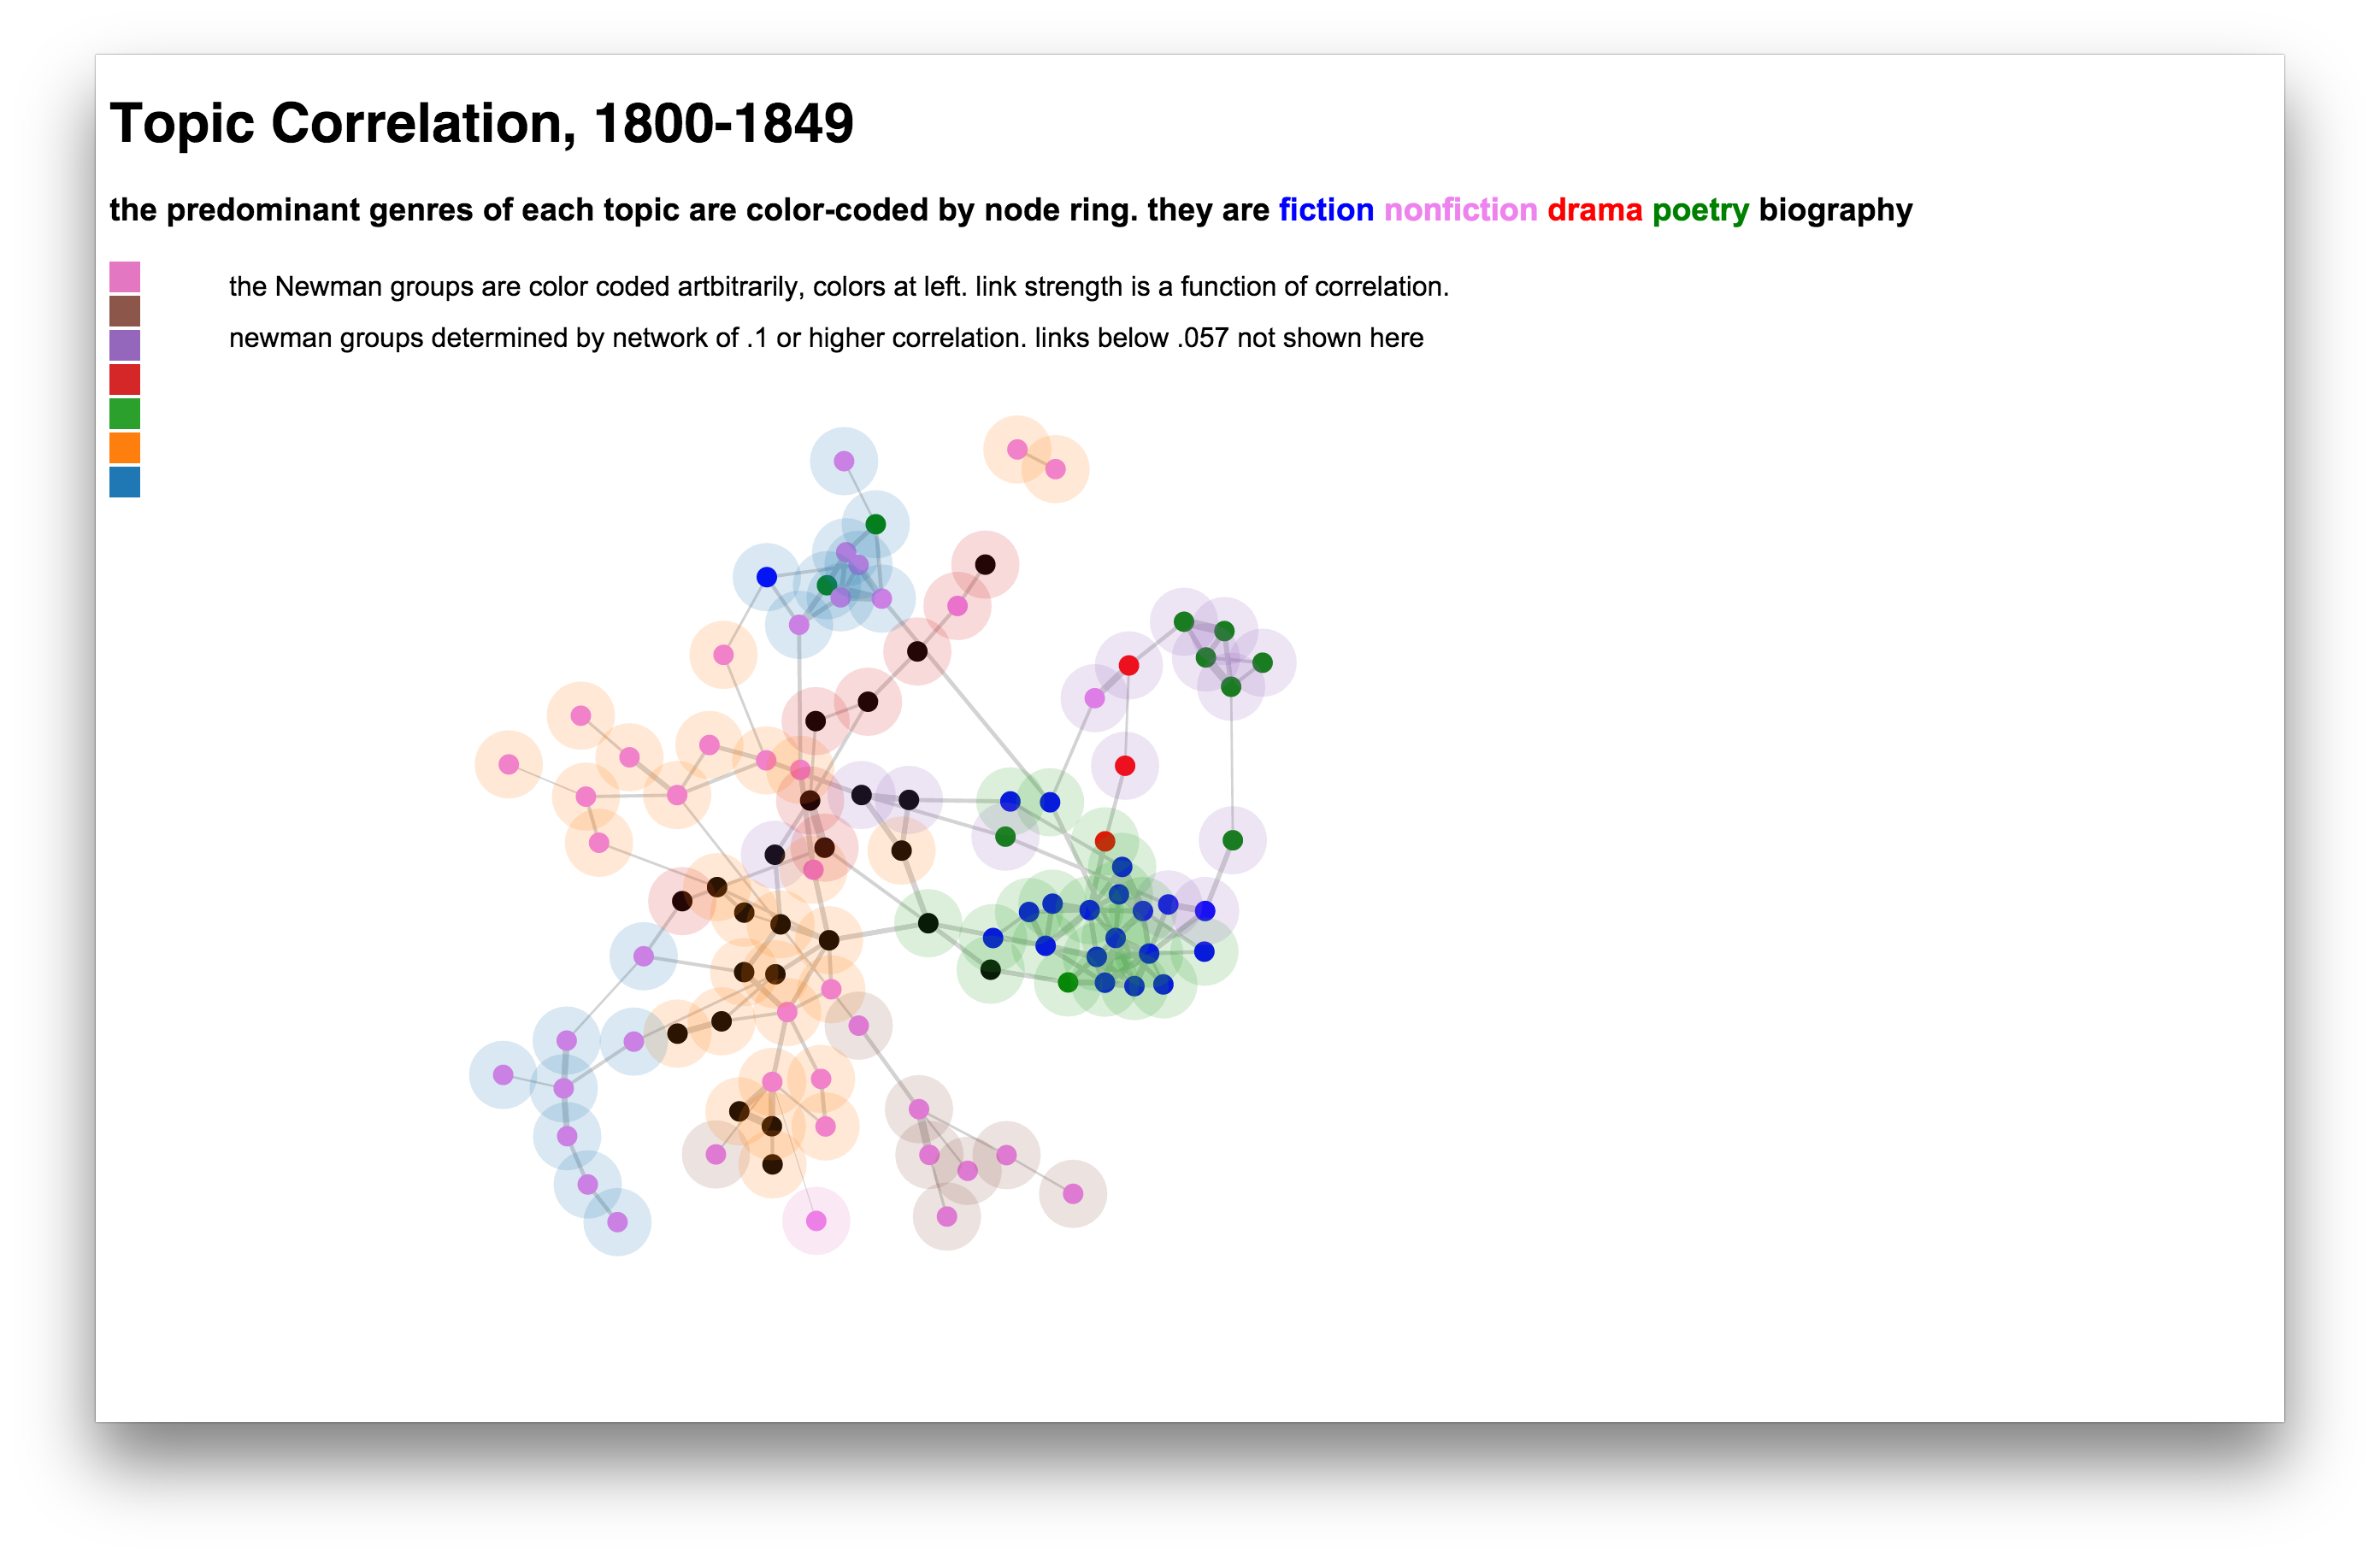 Topic Correlation, 1800-1849
the predominant genres of each topic are color-coded by node ring. they are fiction nonfiction drama poetry biography
the Newman groups are color coded artbitrarily, colors at left. link strength is a function of correlation.
newman groups determined by network of .1 or higher correlation. links below .057 not shown here